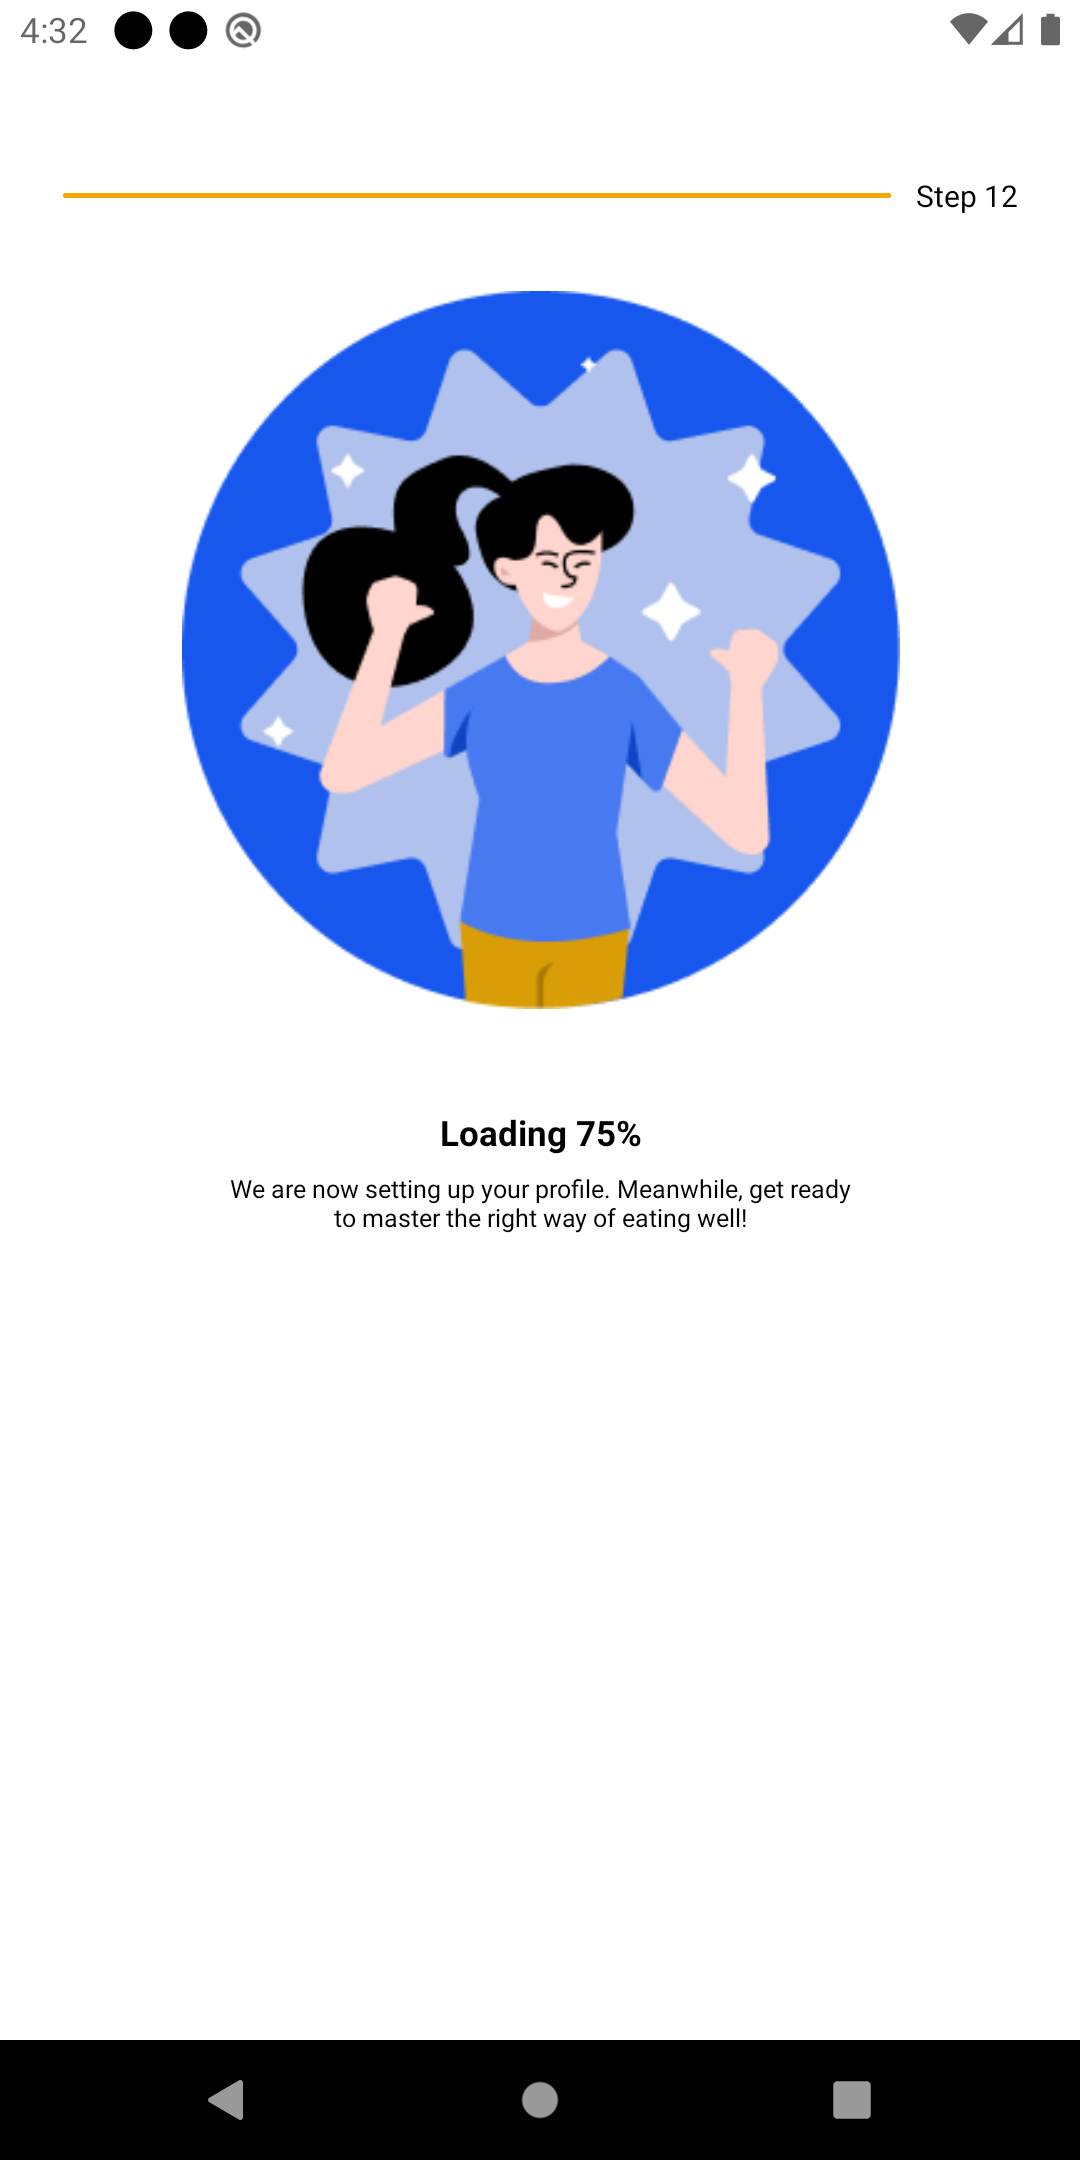 4:32
Step 12
Loading 75%
We are now setting up your profile. Meanwhile, get ready
to master the right way of eating well!